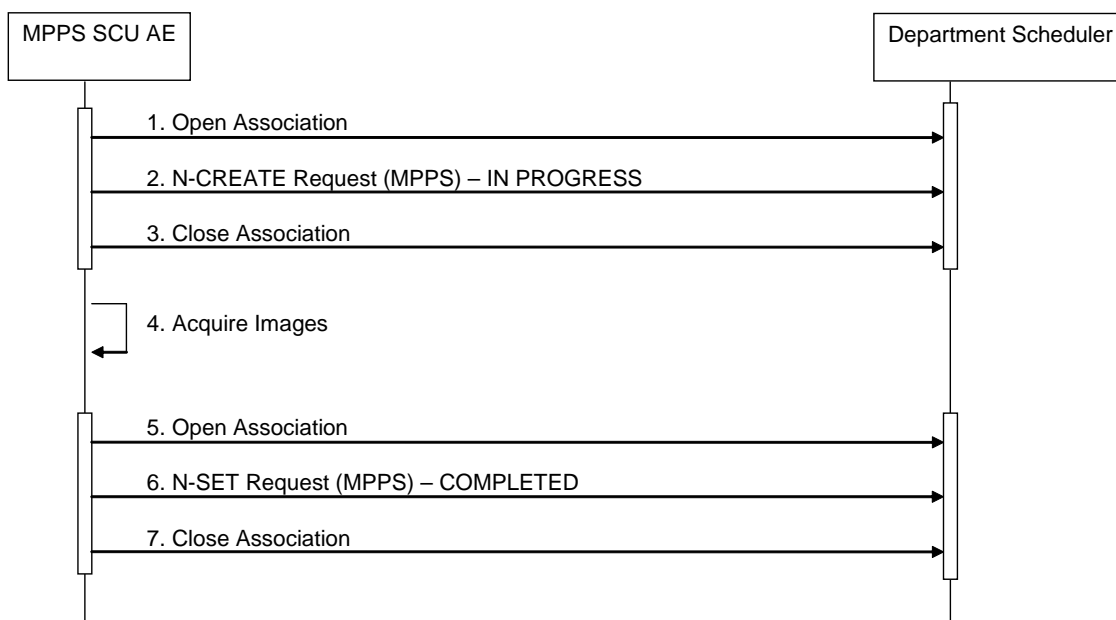 MPPS SCU AE
Department Scheduler
1. Open Association
2. N-CREATE Request (MPPS) – IN PROGRESS
3. Close Association
4. Acquire Images
5. Open Association
6. N-SET Request (MPPS) – COMPLETED
7. Close Association